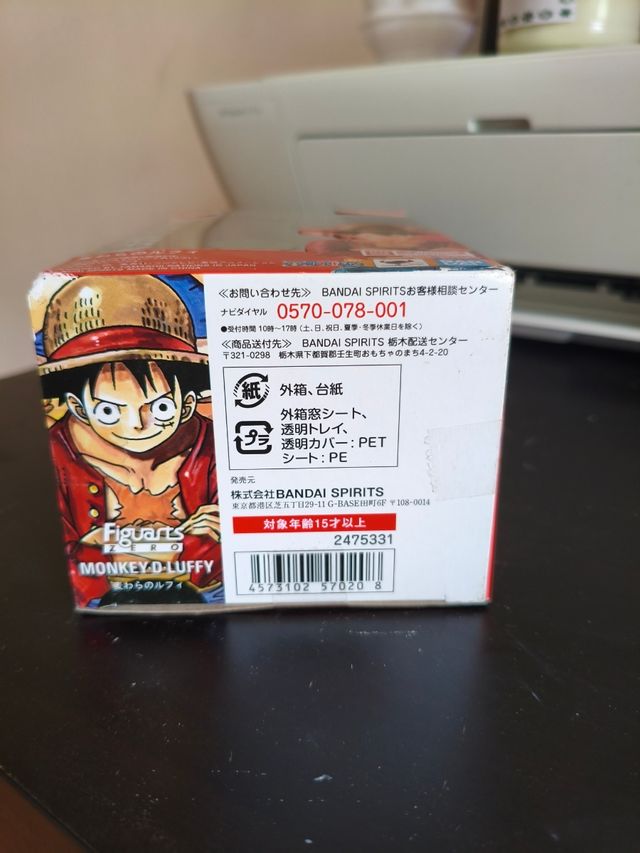 のルフィ
≪お問い合わせ先≫ BANDAI SPIRITSお客様相談センター
ナビダイヤル 0570-078-001
●受付時間 10時〜17時(土、日、祝日、夏季・冬季休業日を除く)
≪商品送付先≫ BANDAI SPIRITS 栃木配送センター
〒321-0298 栃木県下都賀郡壬生町おもちゃのまち4-2-20
紙 外箱、台紙
プラ 外箱窓シート、
透明トレイ、
透明カバー：PET
シート：PE
発売元
株式会社BANDAI SPIRITS
東京都港区芝五丁目29-11 G-BASE田町6F 〒108-0014
対象年齢15才以上
2475331
4573102 57020 8
Figuarts
ZERO
MONKEY・D・LUFFY
麦わらのルフィ